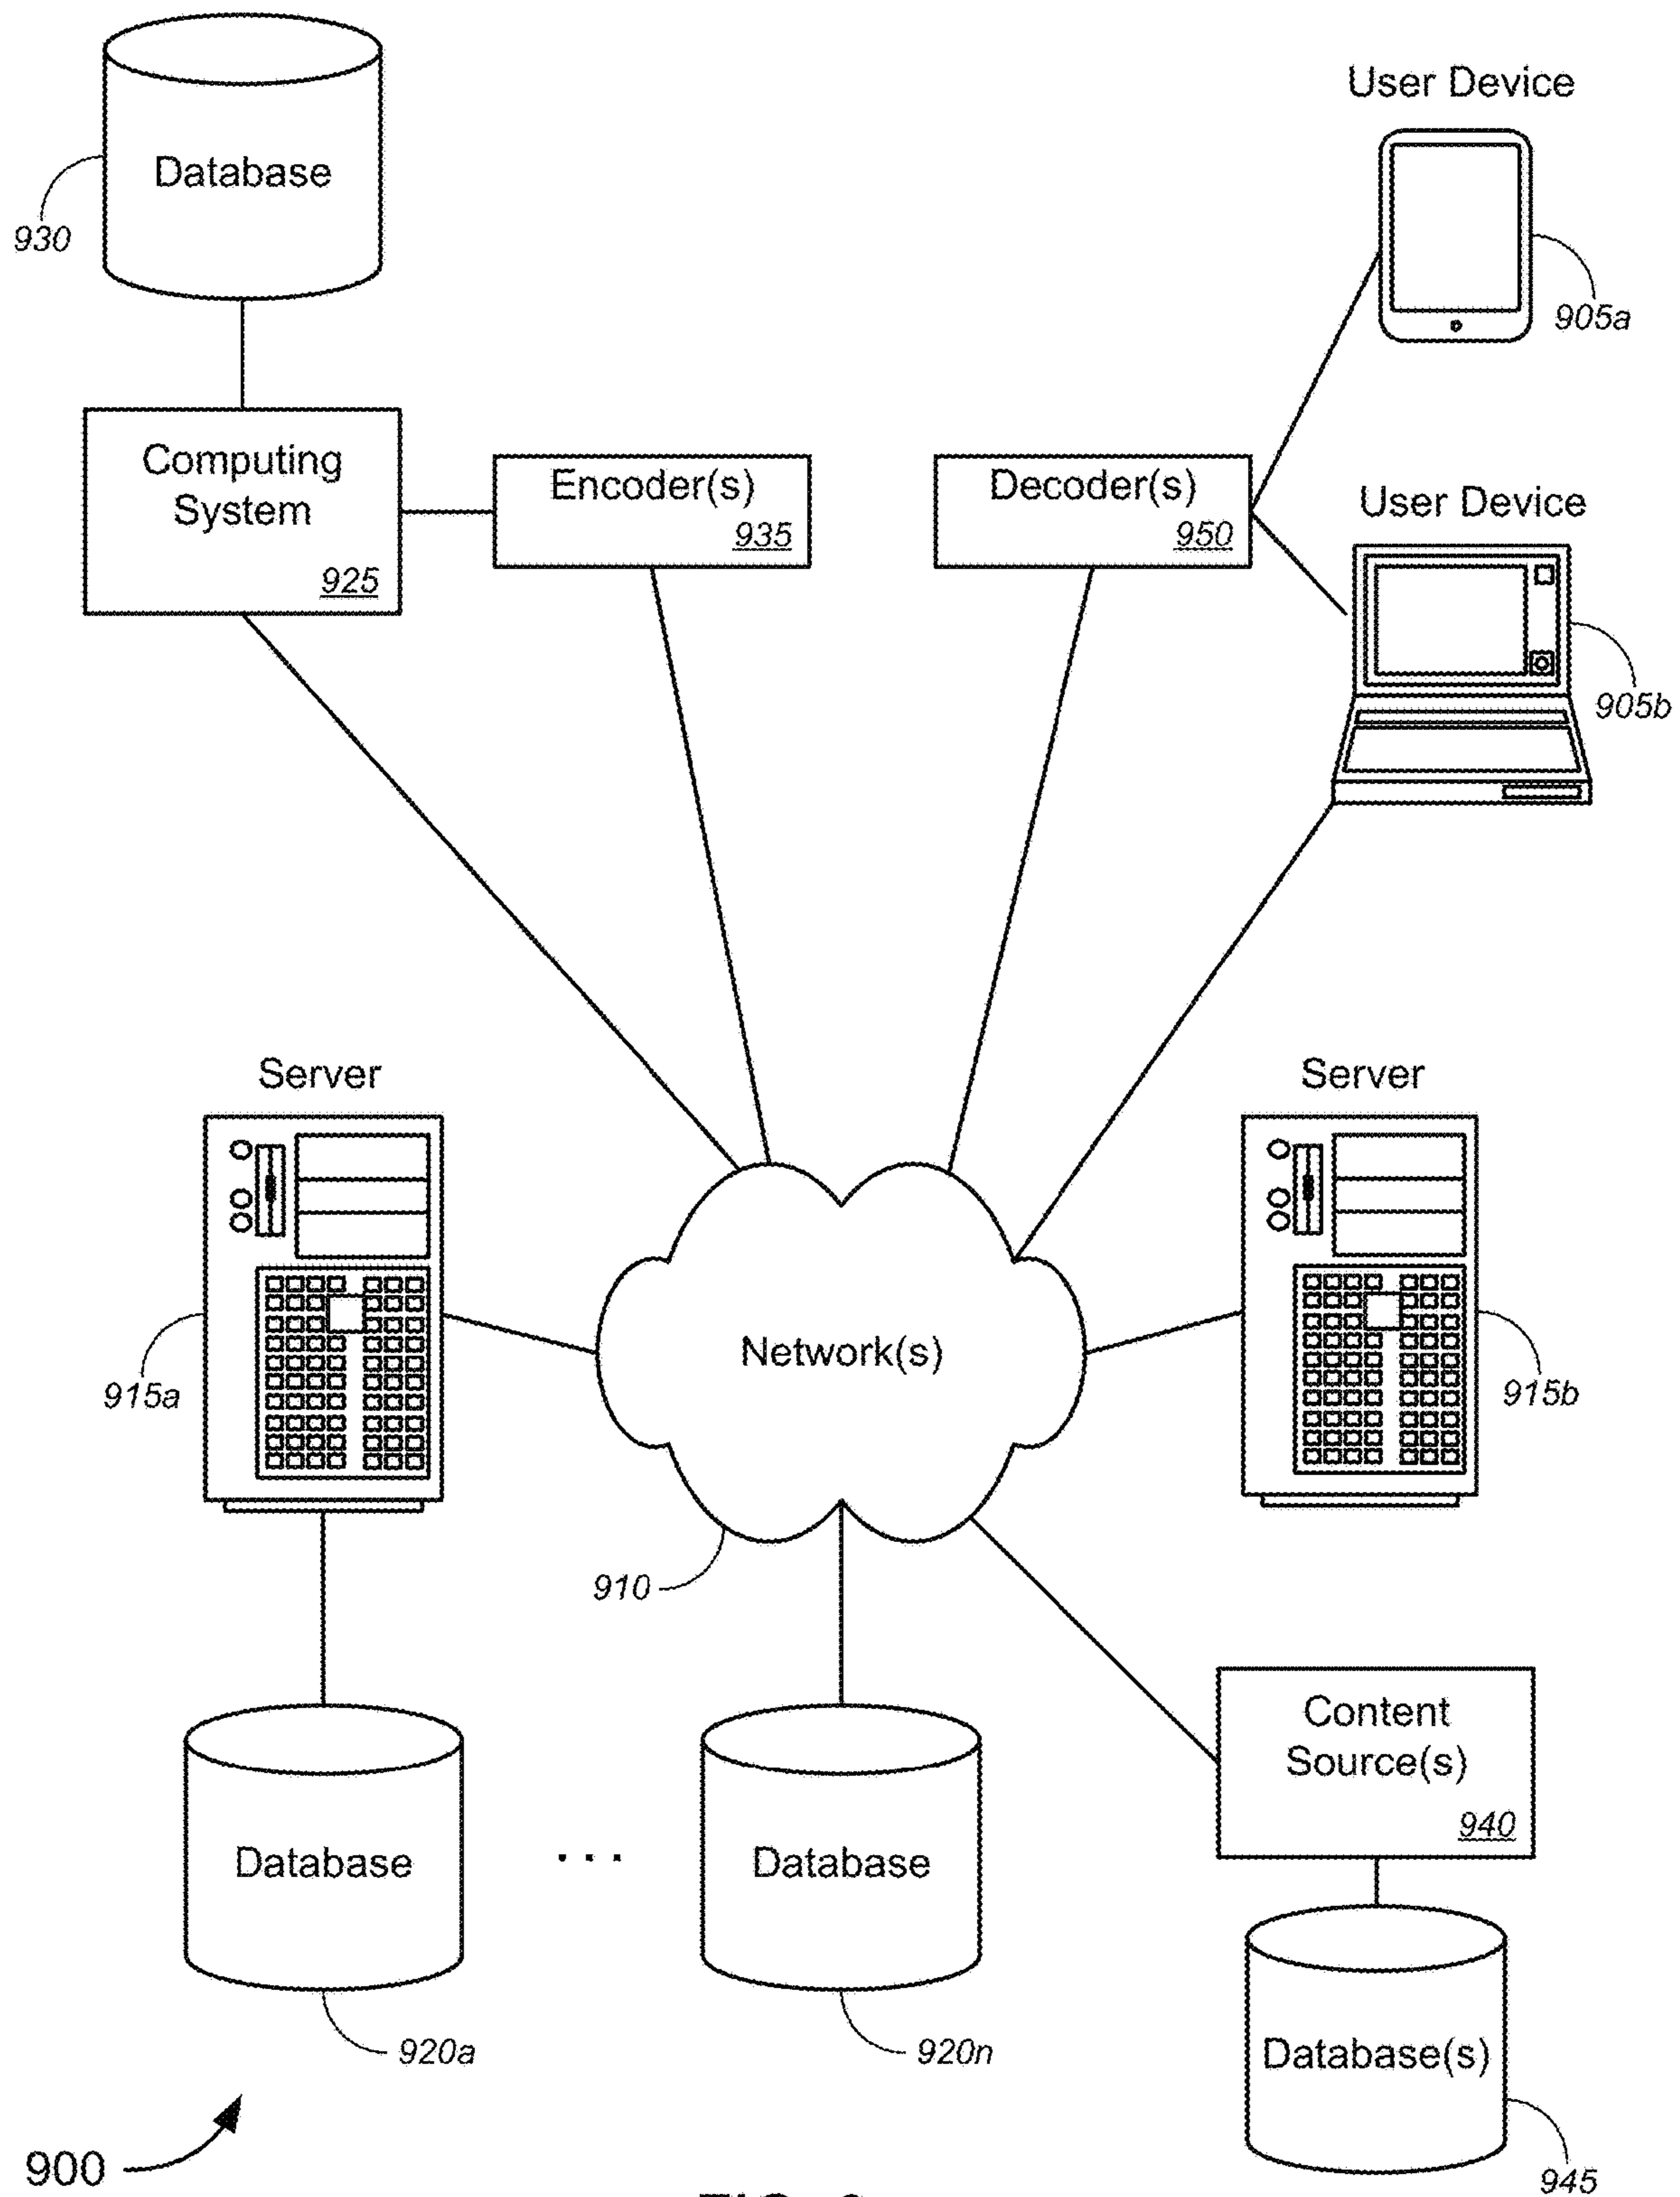 User Device
Database
930
905a
Computing
System
925
Encoder(s)
935
Decoder(s)
950
User Device
905b
Server
Server
915a
Network(s)
915b
910
Content
Source(s)
940
Database
...
Database
920a
920n
Database(s)
945
900